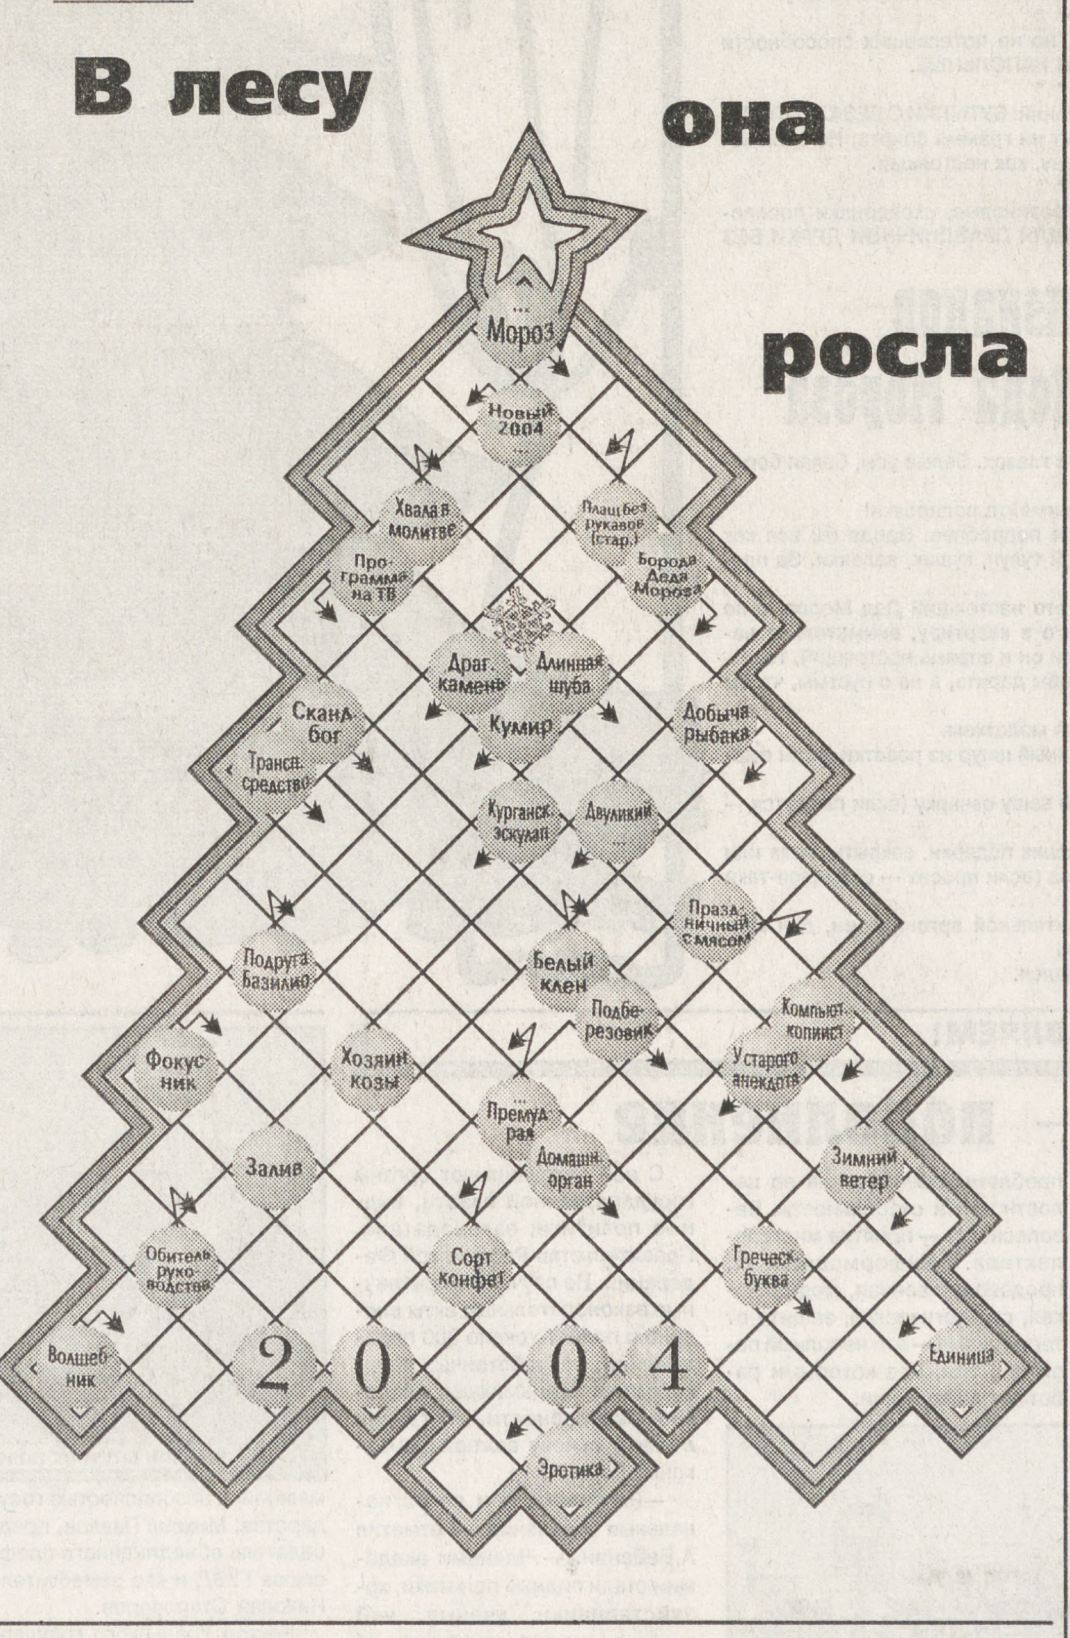 В лесу
она
росла
...
Мороз
Новый
2004
...
Хвала в
молитве
Плащ без
рукавов
(стар.)
Про-
грамма
на ТВ
Борода
Деда
Мороза
Драг.
камень
Длинная
шуба
Сканд.
бог
Кумир
Добыча
рыбака
Трансп.
средство
Курганск.
эскулап
Двуликий
...
Празд-
ничный
с мясом
Подруга
Базилио
Белый
клен
Подбе-
резовик
Компьют.
копиист
Фокус-
ник
Хозяин
козы
У старого
анекдота
...
Премуд-
рая
Домашн.
орган
Залив
Зимний
ветер
Обитель
руко-
водства
Сорт
конфет
Греческ.
буква
Волшеб-
ник
2 0 0 4
Единица
Эротика